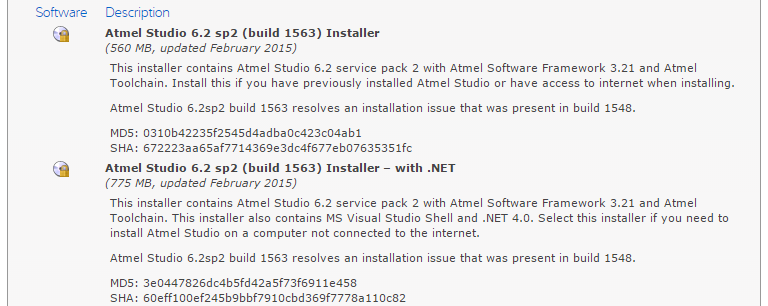 Software Description
Atmel Studio 6.2 sp2 (build 1563) Installer
(560 MB, updated February 2015)
This installer contains Atmel Studio 6.2 service pack 2 with Atmel Software Framework 3.21 and Atmel
Toolchain. Install this if you have previously installed Atmel Studio or have access to internet when installing.
Atmel Studio 6.2sp2 build 1563 resolves an installation issue that was present in build 1548.
MD5: 0310b42235f2545d4adba0c423c04ab1
SHA: 672223aa65af7714369e3dc4f677eb07635351fc
Atmel Studio 6.2 sp2 (build 1563) Installer – with .NET
(775 MB, updated February 2015)
This installer contains Atmel Studio 6.2 service pack 2 with Atmel Software Framework 3.21 and Atmel
Toolchain. This installer also contains MS Visual Studio Shell and .NET 4.0. Select this installer if you need to
install Atmel Studio on a computer not connected to the internet.
Atmel Studio 6.2sp2 build 1563 resolves an installation issue that was present in build 1548.
MD5: 3e0447826dc4b5fd42a5f73f6911e458
SHA: 60eff100ef245b9bbf7910cbd369f7778a110c82